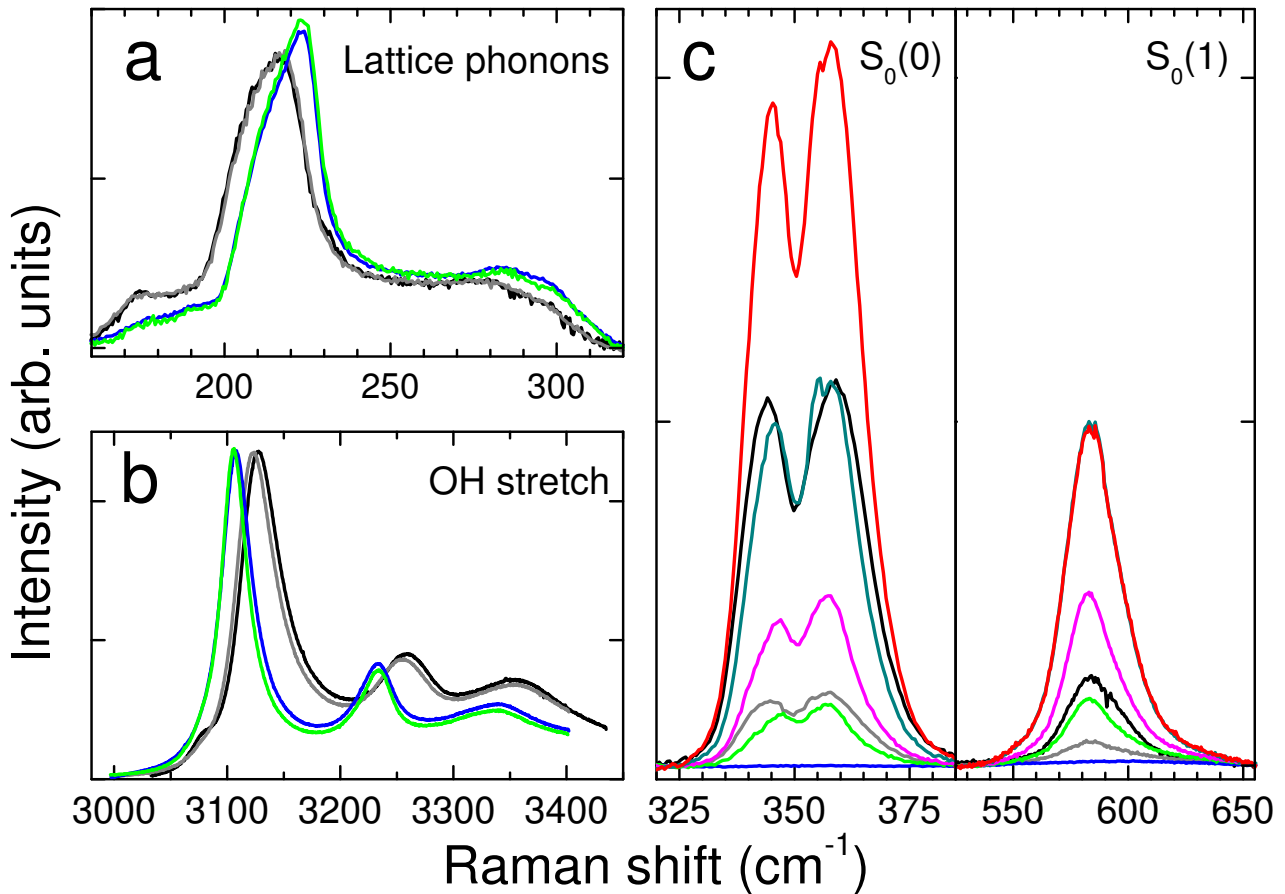 a
Lattice phonons
200 250 300
b
OH stretch
3000 3100 3200 3300 3400
c
S₀(0)
S₀(1)
325 350 375 550 600 650
Intensity (arb. units)
Raman shift (cm⁻¹)